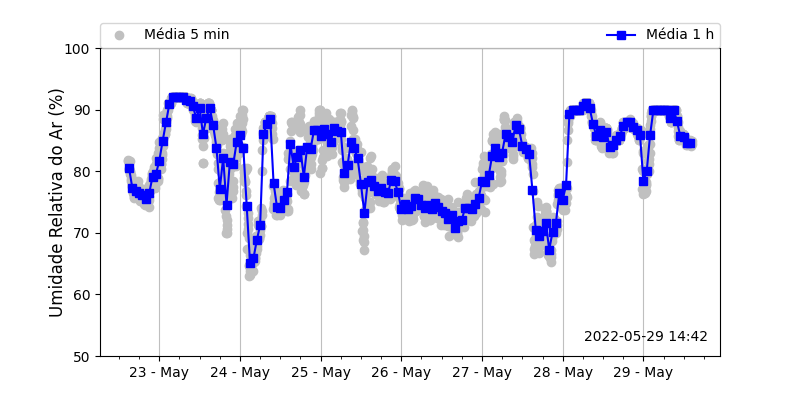 Média 5 min
Média 1 h
Umidade Relativa do Ar (%)
100
90
80
70
60
50
2022-05-29 14:42
23 - May
24 - May
25 - May
26 - May
27 - May
28 - May
29 - May